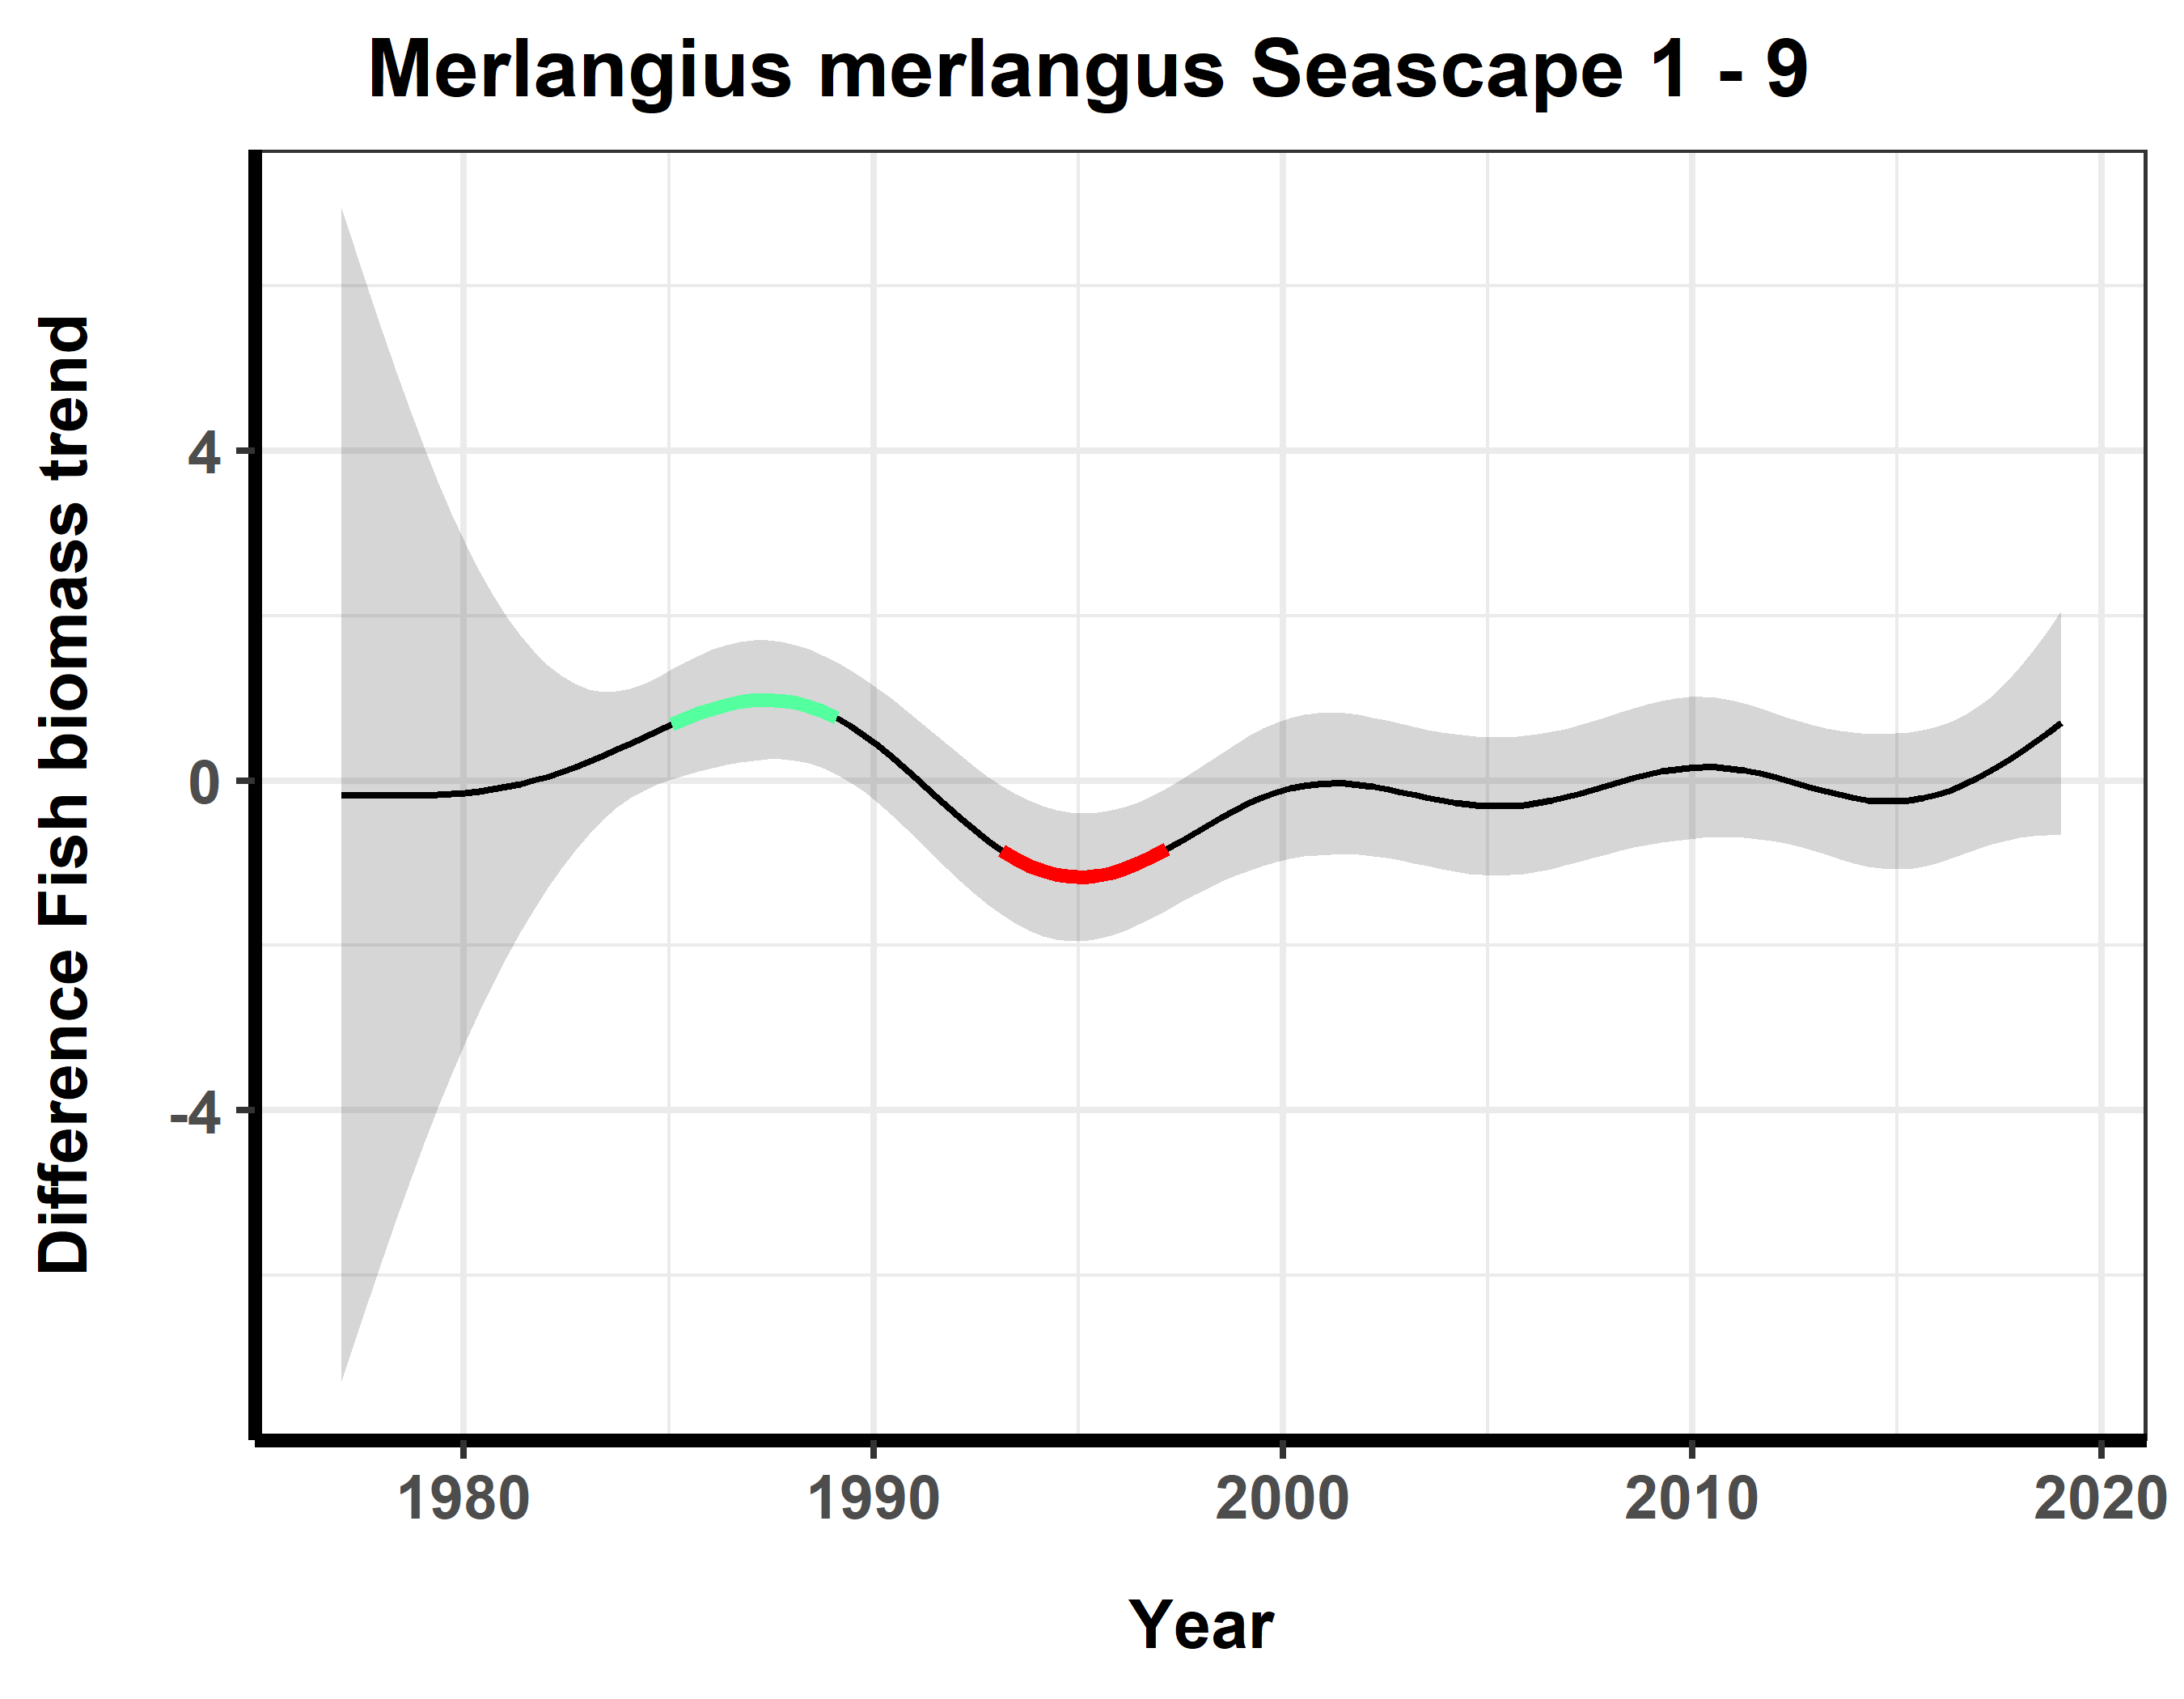 Merlangius merlangus Seascape 1 - 9
Difference Fish biomass trend
4
0
-4
1980 1990 2000 2010 2020
Year